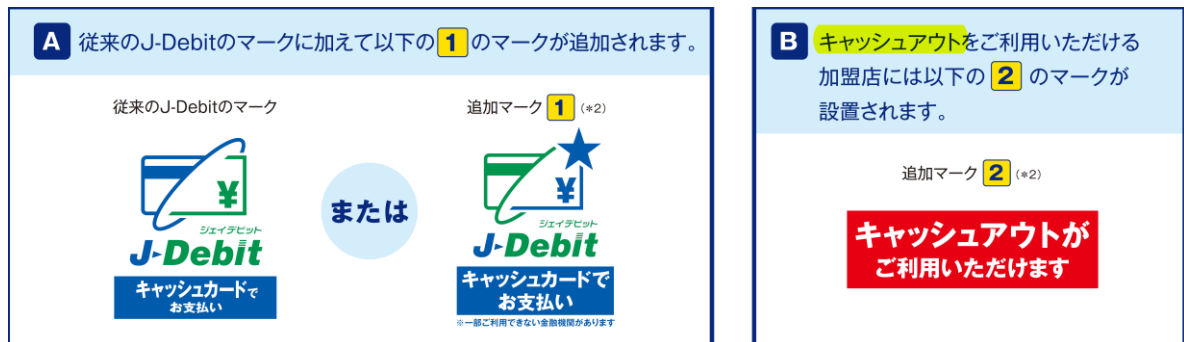 A 従来のJ-Debitのマークに加えて以下の1のマークが追加されます。
従来のJ-Debitのマーク
¥
ジェイデビット
J-Debit
キャッシュカードで
お支払い
または
追加マーク1(*2)
¥
ジェイデビット
J-Debit
キャッシュカードで
お支払い
※一部ご利用できない金融機関があります
B キャッシュアウトをご利用いただける
加盟店には以下の2のマークが
設置されます。
追加マーク2(*2)
キャッシュアウトが
ご利用いただけます